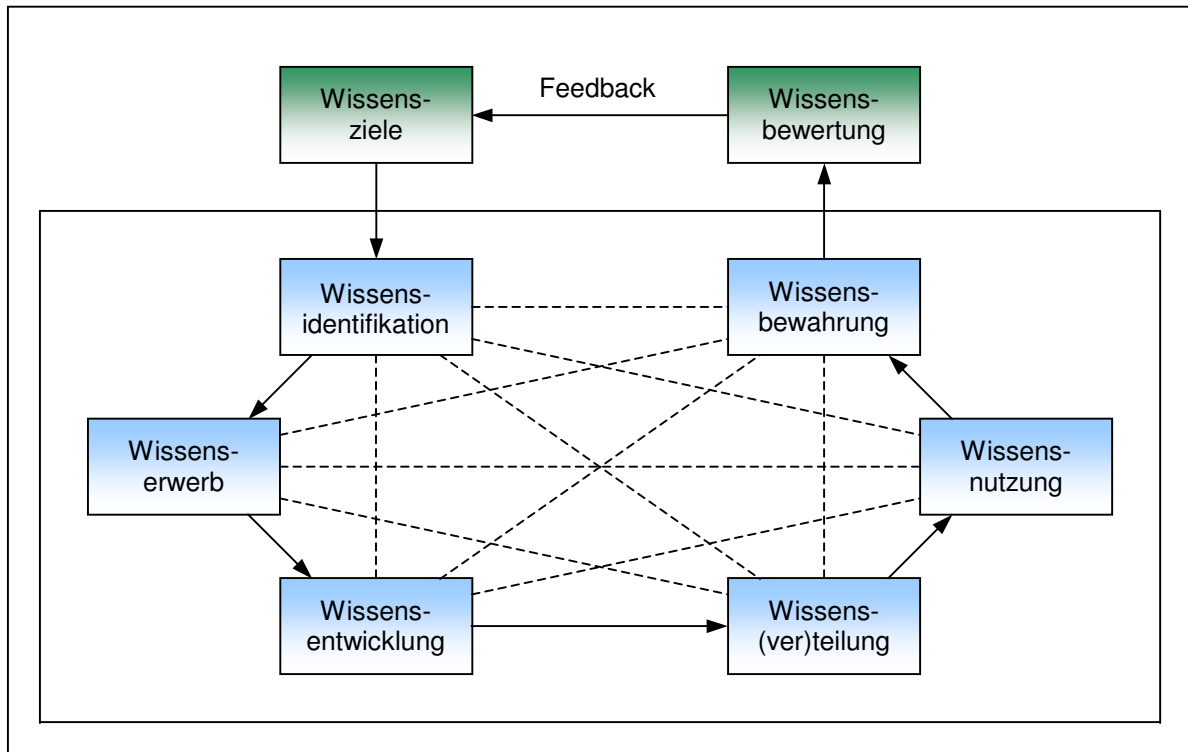 Wissens-
ziele
Feedback
Wissens-
bewertung
Wissens-
identifikation
Wissens-
bewahrung
Wissens-
erwerb
Wissens-
nutzung
Wissens-
entwicklung
Wissens-
(ver)teilung